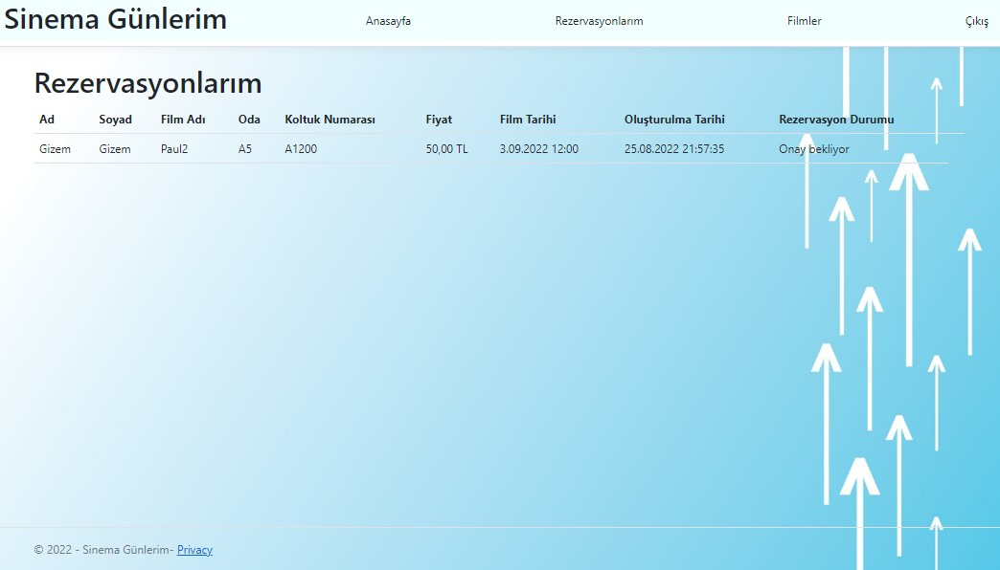 Sinema Günlerim Anasayfa Rezervasyonlarım Filmler Çıkış
Rezervasyonlarım
Ad Soyad Film Adı Oda Koltuk Numarası Fiyat Film Tarihi Oluşturulma Tarihi Rezervasyon Durumu
Gizem Gizem Paul2 A5 A1200 50,00 TL 3.09.2022 12:00 25.08.2022 21:57:35 Onay bekliyor
© 2022 - Sinema Günlerim- Privacy